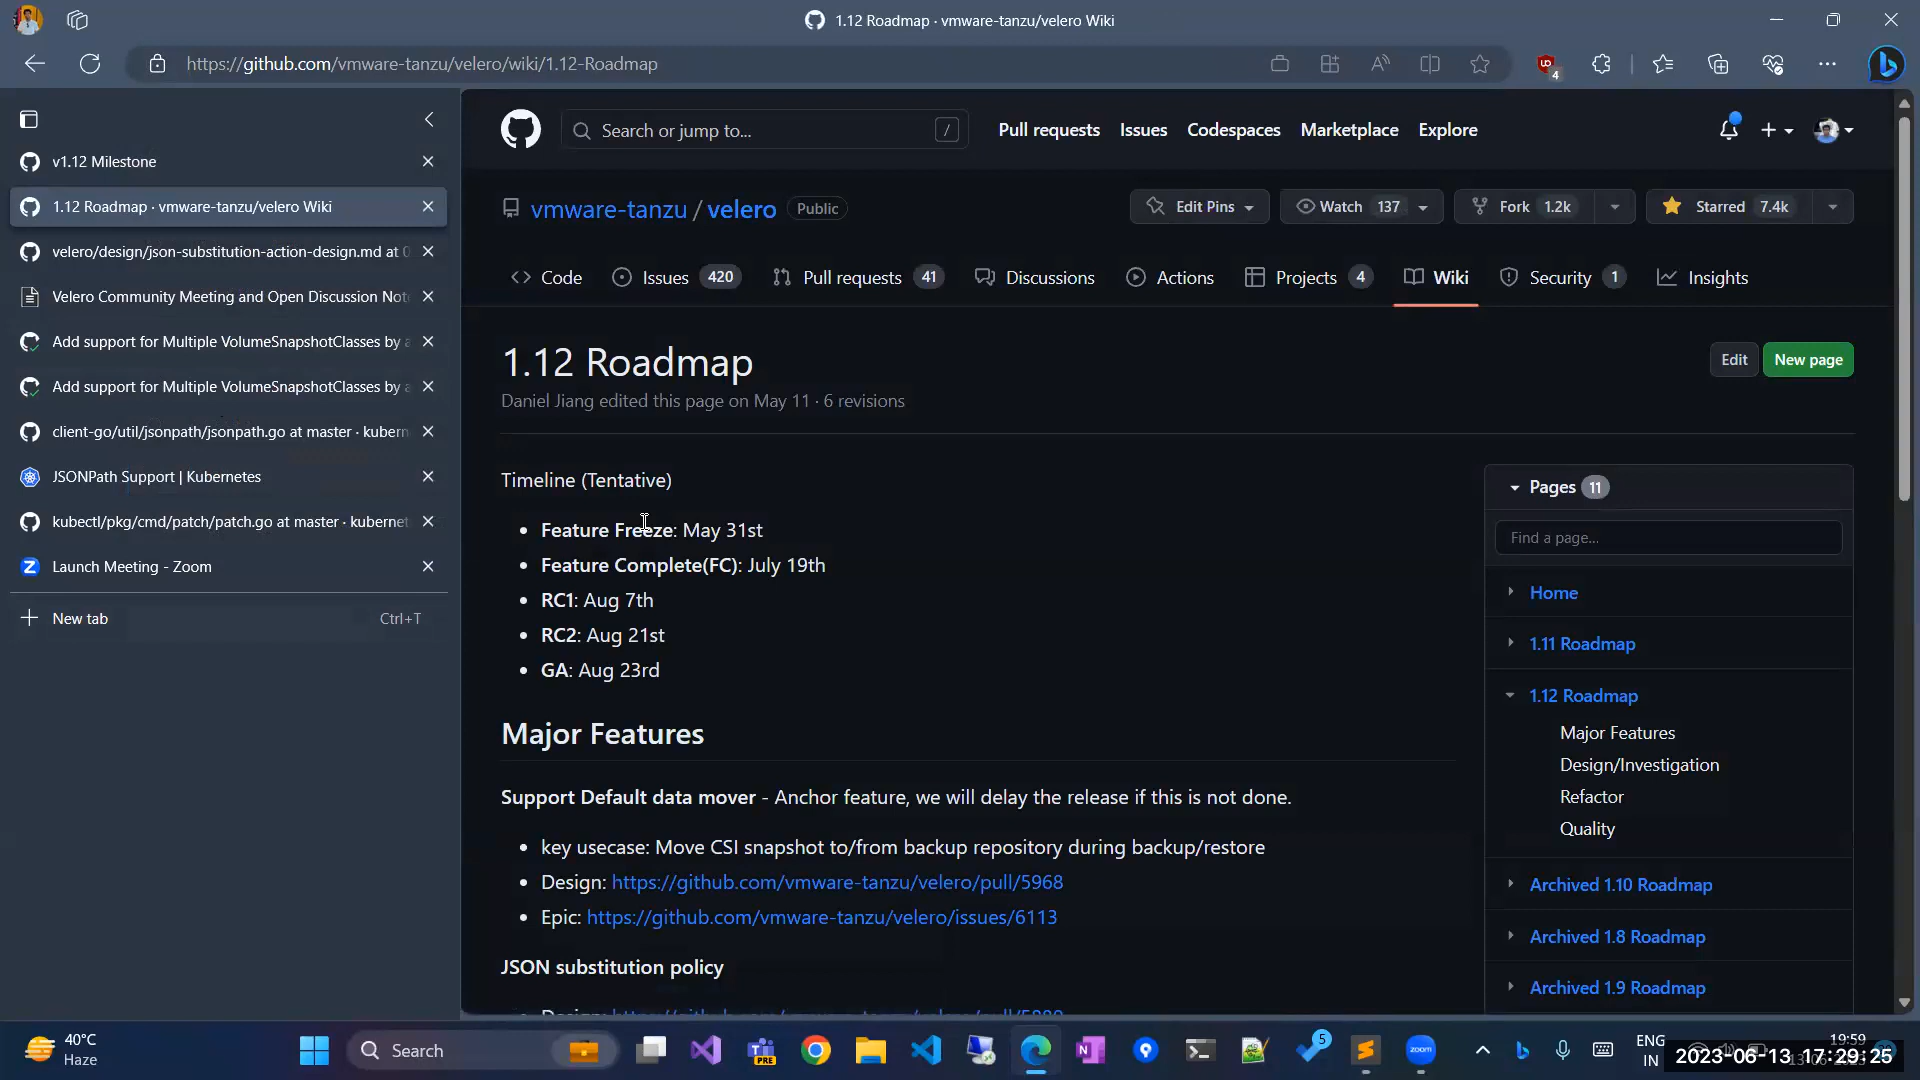 1.12 Roadmap · vmware-tanzu/velero Wiki
https://github.com/vmware-tanzu/velero/wiki/1.12-Roadmap
4
v1.12 Milestone
1.12 Roadmap · vmware-tanzu/velero Wiki
velero/design/json-substitution-action-design.md at
Velero Community Meeting and Open Discussion
Add support for Multiple VolumeSnapshotClasses by
Add support for Multiple VolumeSnapshotClasses by
client-go/util/jsonpath/jsonpath.go at master ·
JSONPath Support | Kubernetes
kubectl/pkg/cmd/patch/patch.go at master ·
Launch Meeting - Zoom
New tab Ctrl+T
Search or jump to... /
Pull requests Issues Codespaces Marketplace Explore
vmware-tanzu / velero Public
Edit Pins Watch 137 Fork 1.2k Starred 7.4k
Code Issues 420 Pull requests 41 Discussions Actions Projects 4 Wiki Security 1 Insights
1.12 Roadmap
Edit New page
Daniel Jiang edited this page on May 11 · 6 revisions
Timeline (Tentative)
• Feature Freeze: May 31st
• Feature Complete(FC): July 19th
• RC1: Aug 7th
• RC2: Aug 21st
• GA: Aug 23rd
Major Features
Support Default data mover - Anchor feature, we will delay the release if this is not done.
• key usecase: Move CSI snapshot to/from backup repository during backup/restore
• Design: https://github.com/vmware-tanzu/velero/pull/5968
• Epic: https://github.com/vmware-tanzu/velero/issues/6113
JSON substitution policy
Pages 11
Find a page...
Home
1.11 Roadmap
1.12 Roadmap
Major Features
Design/Investigation
Refactor
Quality
Archived 1.10 Roadmap
Archived 1.8 Roadmap
Archived 1.9 Roadmap
40°C
Haze
Search
PRE
5
zoom
ENG
IN
19:59
2023-06-13 17:29:25